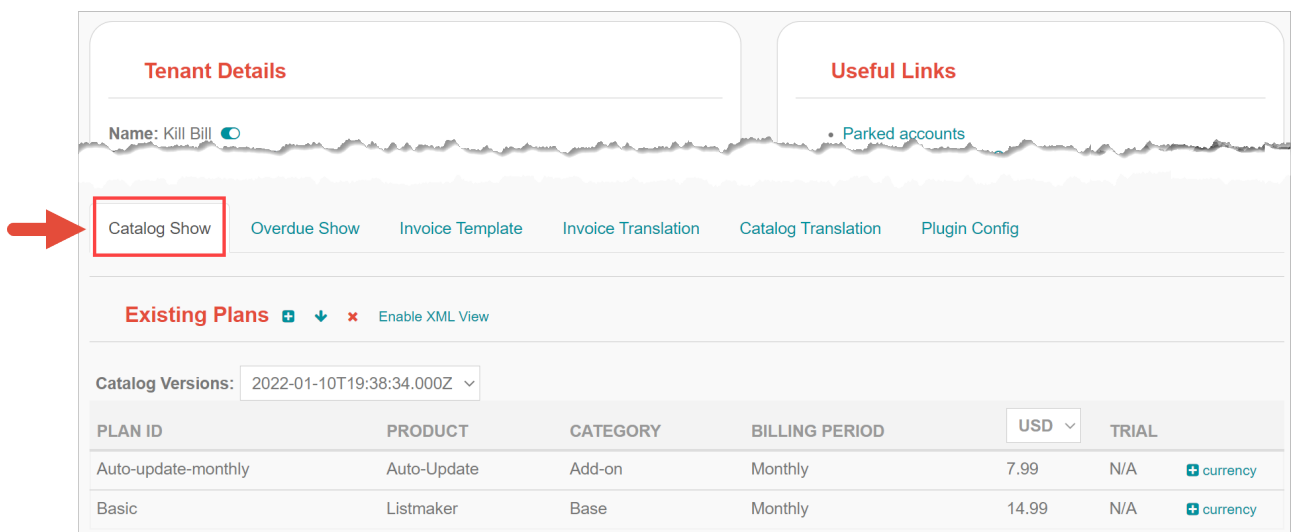 Tenant Details
Useful Links
Name: Kill Bill
Parked accounts
Catalog Show Overdue Show Invoice Template Invoice Translation Catalog Translation Plugin Config
Existing Plans Enable XML View
Catalog Versions: 2022-01-10T19:38:34.000Z
PLAN ID PRODUCT CATEGORY BILLING PERIOD USD TRIAL
Auto-update-monthly Auto-Update Add-on Monthly 7.99 N/A currency
Basic Listmaker Base Monthly 14.99 N/A currency